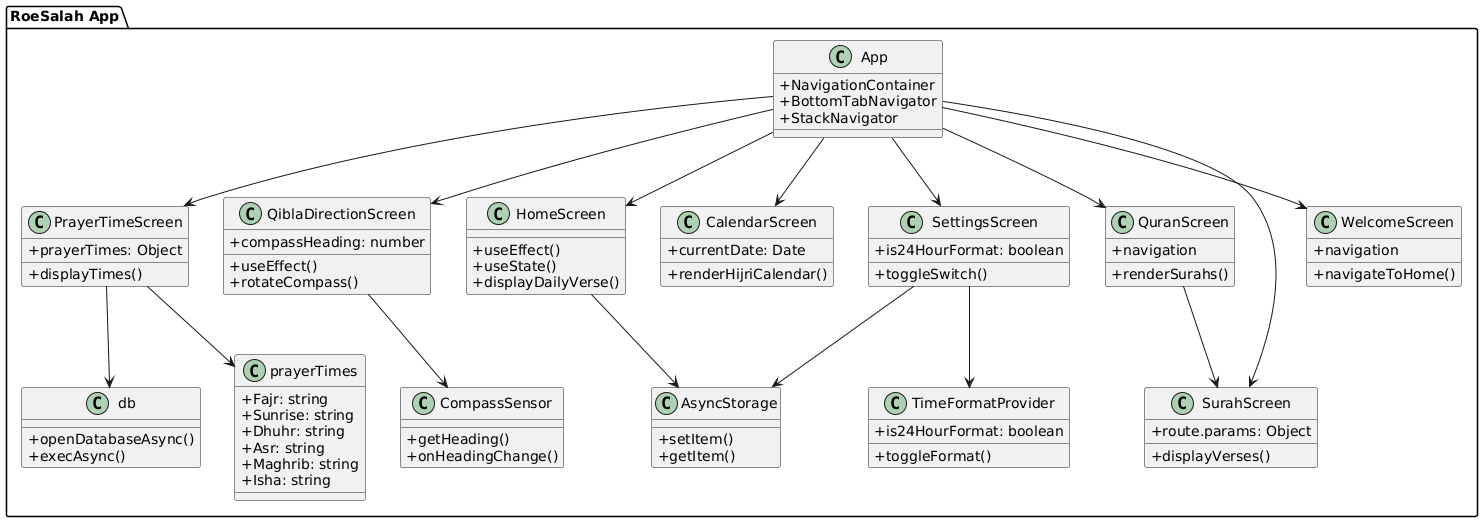 RoeSalah App
C App
+NavigationContainer
+BottomTabNavigator
+StackNavigator
C PrayerTimeScreen
+prayerTimes: Object
+displayTimes()
C QiblaDirectionScreen
+compassHeading: number
+useEffect()
+rotateCompass()
C HomeScreen
+useEffect()
+useState()
+displayDailyVerse()
C CalendarScreen
+currentDate: Date
+renderHijriCalendar()
C SettingsScreen
+is24HourFormat: boolean
+toggleSwitch()
C QuranScreen
+navigation
+renderSurahs()
C WelcomeScreen
+navigation
+navigateToHome()
C db
+openDatabaseAsync()
+execAsync()
C prayerTimes
+Fajr: string
+Sunrise: string
+Dhuhr: string
+Asr: string
+Maghrib: string
+Isha: string
C CompassSensor
+getHeading()
+onHeadingChange()
C AsyncStorage
+setItem()
+getItem()
C TimeFormatProvider
+is24HourFormat: boolean
+toggleFormat()
C SurahScreen
+route.params: Object
+displayVerses()